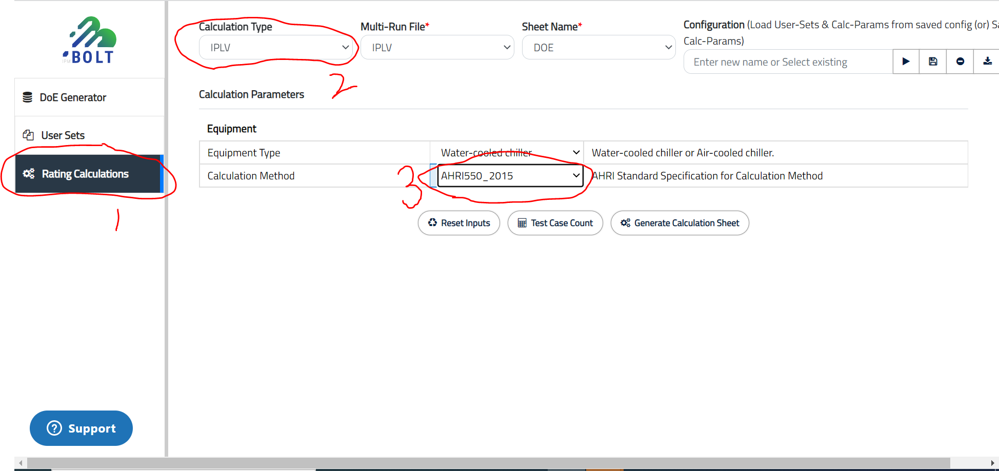 IPM BOLT
DoE Generator
User Sets
Rating Calculations
1
Support
Calculation Type
IPLV
2
Multi-Run File*
IPLV
Sheet Name*
DOE
Configuration (Load User-Sets & Calc-Params from saved config (or) Sa
Calc-Params)
Enter new name or Select existing
Calculation Parameters
Equipment
Equipment Type
Water-cooled chiller
Water-cooled chiller or Air-cooled chiller.
Calculation Method
3
AHRI550_2015
AHRI Standard Specification for Calculation Method
Reset Inputs
Test Case Count
Generate Calculation Sheet